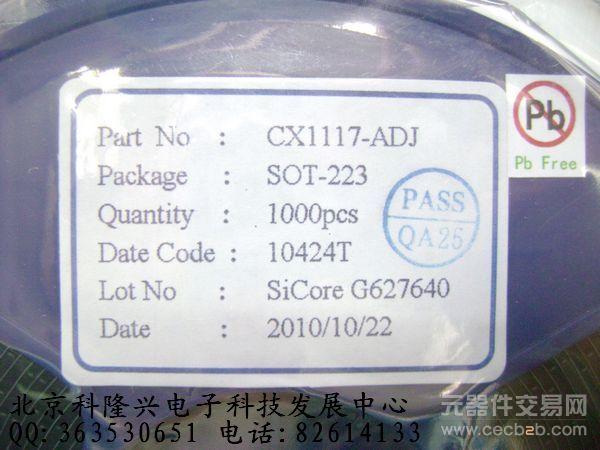 Part No : CX1117-ADJ
Package : SOT-223
Quantity : 1000pcs
Date Code : 10424T
Lot No : SiCore G627640
Date : 2010/10/22
PASS
QA25
Pb
Pb Free
北京科隆兴电子科技发展中心
QQ:363530651 电话:82614133
元器件交易网
www.cecb2b.com